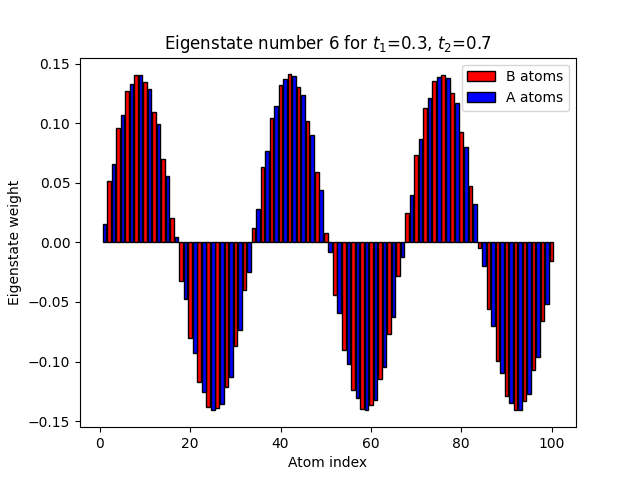 Eigenstate number 6 for t₁=0.3, t₂=0.7
B atoms
A atoms
Eigenstate weight
0.15
0.10
0.05
0.00
−0.05
−0.10
−0.15
0 20 40 60 80 100
Atom index